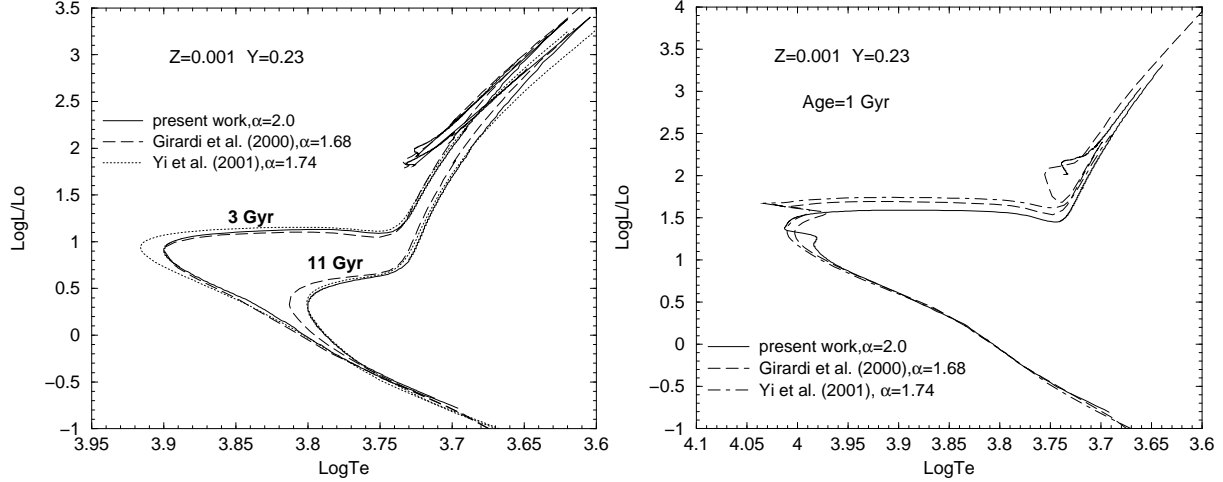 3.5
3
2.5
2
1.5
1
0.5
0
−0.5
−1
LogL/Lo
Z=0.001 Y=0.23
present work,α=2.0
Girardi et al. (2000),α=1.68
Yi et al. (2001),α=1.74
3 Gyr
11 Gyr
3.95 3.9 3.85 3.8 3.75 3.7 3.65 3.6
LogTe
4
3.5
3
2.5
2
1.5
1
0.5
0
−0.5
−1
LogL/Lo
Z=0.001 Y=0.23
Age=1 Gyr
present work,α=2.0
Girardi et al. (2000),α=1.68
Yi et al. (2001), α=1.74
4.1 4.05 4 3.95 3.9 3.85 3.8 3.75 3.7 3.65 3.6
LogTe